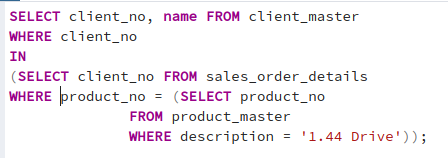 SELECT client_no, name FROM client_master
WHERE client_no
IN
(SELECT client_no FROM sales_order_details
WHERE product_no = (SELECT product_no
FROM product_master
WHERE description = '1.44 Drive'));